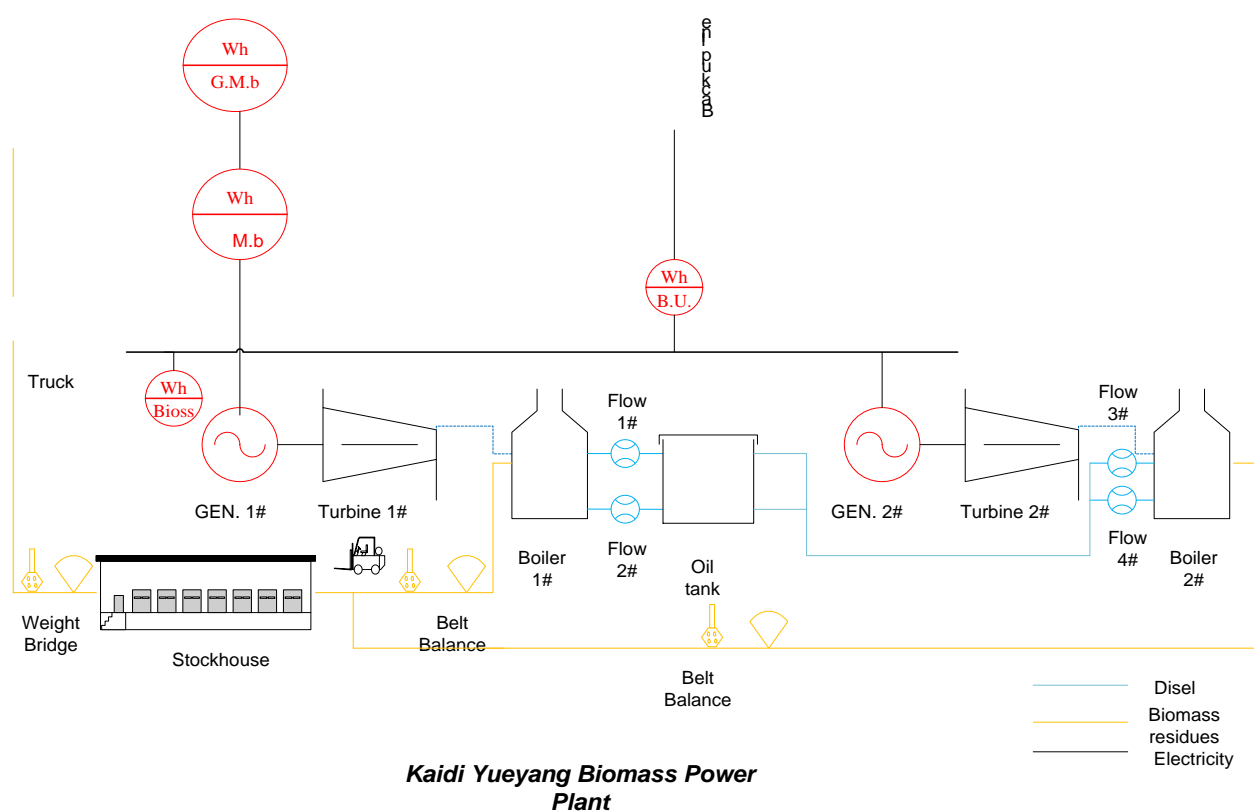 Wh
G.M.b
Wh
M.b
Backup line
Wh
B.U.
Truck
Wh
Bioss
Flow
1#
Flow
3#
GEN. 1#
Turbine 1#
GEN. 2#
Turbine 2#
Boiler
1#
Flow
2#
Oil
tank
Flow
4#
Boiler
2#
Weight
Bridge
Stockhouse
Belt
Balance
Belt
Balance
Disel
Biomass
residues
Electricity
Kaidi Yueyang Biomass Power
Plant